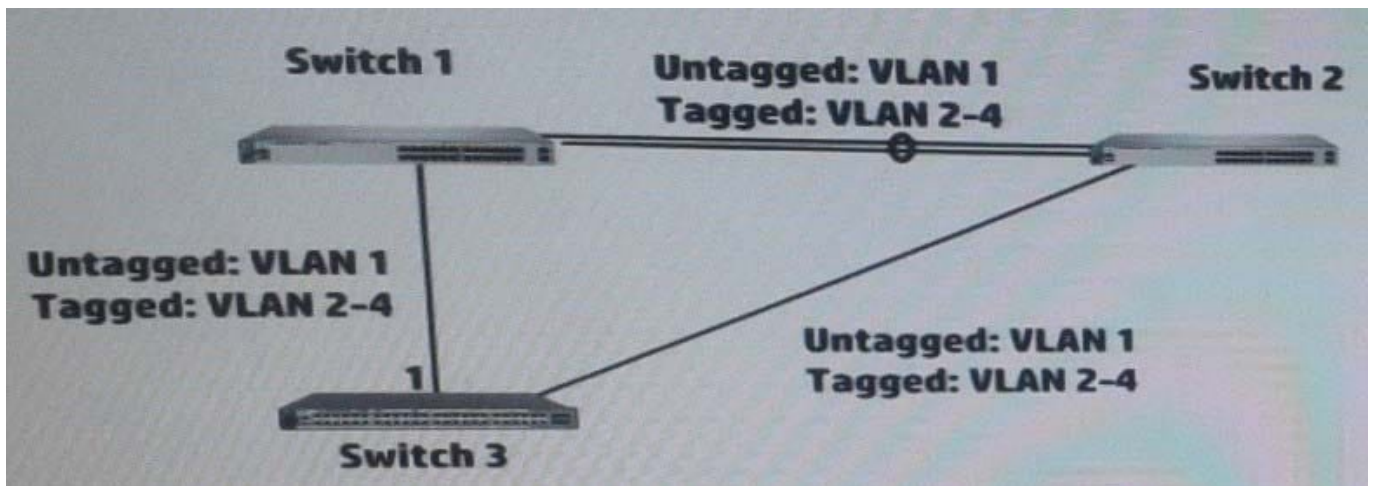 Switch 1
Untagged: VLAN 1
Tagged: VLAN 2-4
Switch 2
Untagged: VLAN 1
Tagged: VLAN 2-4
Untagged: VLAN 1
Tagged: VLAN 2-4
1
Switch 3